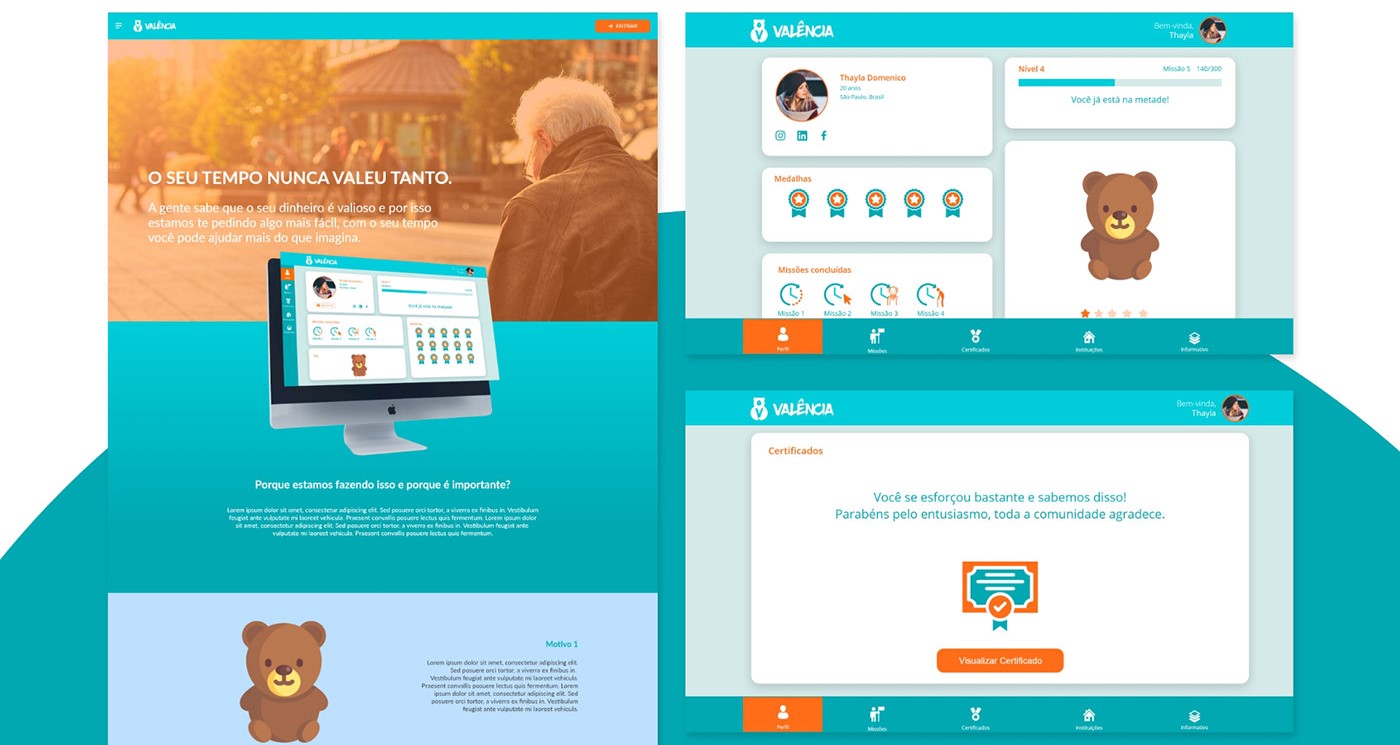 VALÊNCIA
ENTRAR
O SEU TEMPO NUNCA VALEU TANTO.
A gente sabe que o seu dinheiro é valioso e por isso
estamos te pedindo algo mais fácil, com o seu tempo
você pode ajudar mais do que imagina.
VALÊNCIA
Você já está na metade!
Missões concluídas
Porque estamos fazendo isso e porque é importante?
Lorem ipsum dolor sit amet, consectetur adipiscing elit. Sed posuere orci tortor, a viverra ex finibus in. Vestibulum
feugiat ante vulputate mi laoreet vehicula. Praesent convallis posuere lectus quis fermentum. Lorem ipsum dolor
sit amet, consectetur adipiscing elit. Sed posuere orci tortor, a viverra ex finibus in. Vestibulum feugiat ante
vulputate mi laoreet vehicula. Praesent convallis posuere lectus quis fermentum.
Motivo 1
Lorem ipsum dolor sit amet, consectetur adipiscing elit.
Sed posuere orci tortor, a viverra ex finibus in.
Vestibulum feugiat ante vulputate mi laoreet vehicula.
Praesent convallis posuere lectus quis fermentum. Lorem
ipsum dolor sit amet, consectetur adipiscing elit. Sed
posuere orci tortor, a viverra ex finibus in. Vestibulum
feugiat ante vulputate mi laoreet vehicula.
VALÊNCIA
Bem-vinda,
Thayla
Thayla Domenico
20 anos
São Paulo, Brasil
Medalhas
Missões concluídas
Missão 1 Missão 2 Missão 3 Missão 4
Nível 4 Missão 5 140/300
Você já está na metade!
Perfil Missões Certificados Instituições Informativo
VALÊNCIA
Bem-vinda,
Thayla
Certificados
Você se esforçou bastante e sabemos disso!
Parabéns pelo entusiasmo, toda a comunidade agradece.
Visualizar Certificado
Perfil Missões Certificados Instituições Informativo